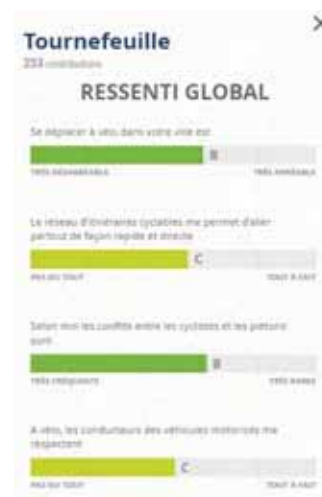 ×
Tournefeuille
253 contributions
RESSENTI GLOBAL
Se déplacer à vélo dans votre ville est
B
TRÈS DÉSAGRÉABLE TRÈS AGRÉABLE
Le réseau d'itinéraires cyclables me permet d'aller
partout de façon rapide et directe
C
PAS DU TOUT TOUT À FAIT
Selon moi les conflits entre les cyclistes et les piétons
sont
B
TRÈS FRÉQUENTS TRÈS RARES
A vélo, les conducteurs des véhicules motorisés me
respectent
C
PAS DU TOUT TOUT À FAIT